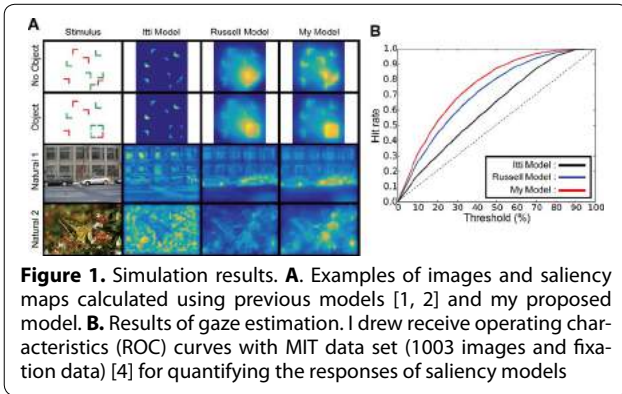 A
Stimulus
Itti Model
Russell Model
My Model
No Object
Object
Natural 1
Natural 2
B
Hit rate
1.0
0.9
0.8
0.7
0.6
0.5
0.4
0.3
0.2
0.1
0.0
Itti Model :
Russell Model :
My Model :
0 10 20 30 40 50 60 70 80 90 100
Threshold (%)
Figure 1. Simulation results. A. Examples of images and saliency
maps calculated using previous models [1, 2] and my proposed
model. B. Results of gaze estimation. I drew receive operating char-
acteristics (ROC) curves with MIT data set (1003 images and fixa-
tion data) [4] for quantifying the responses of saliency models